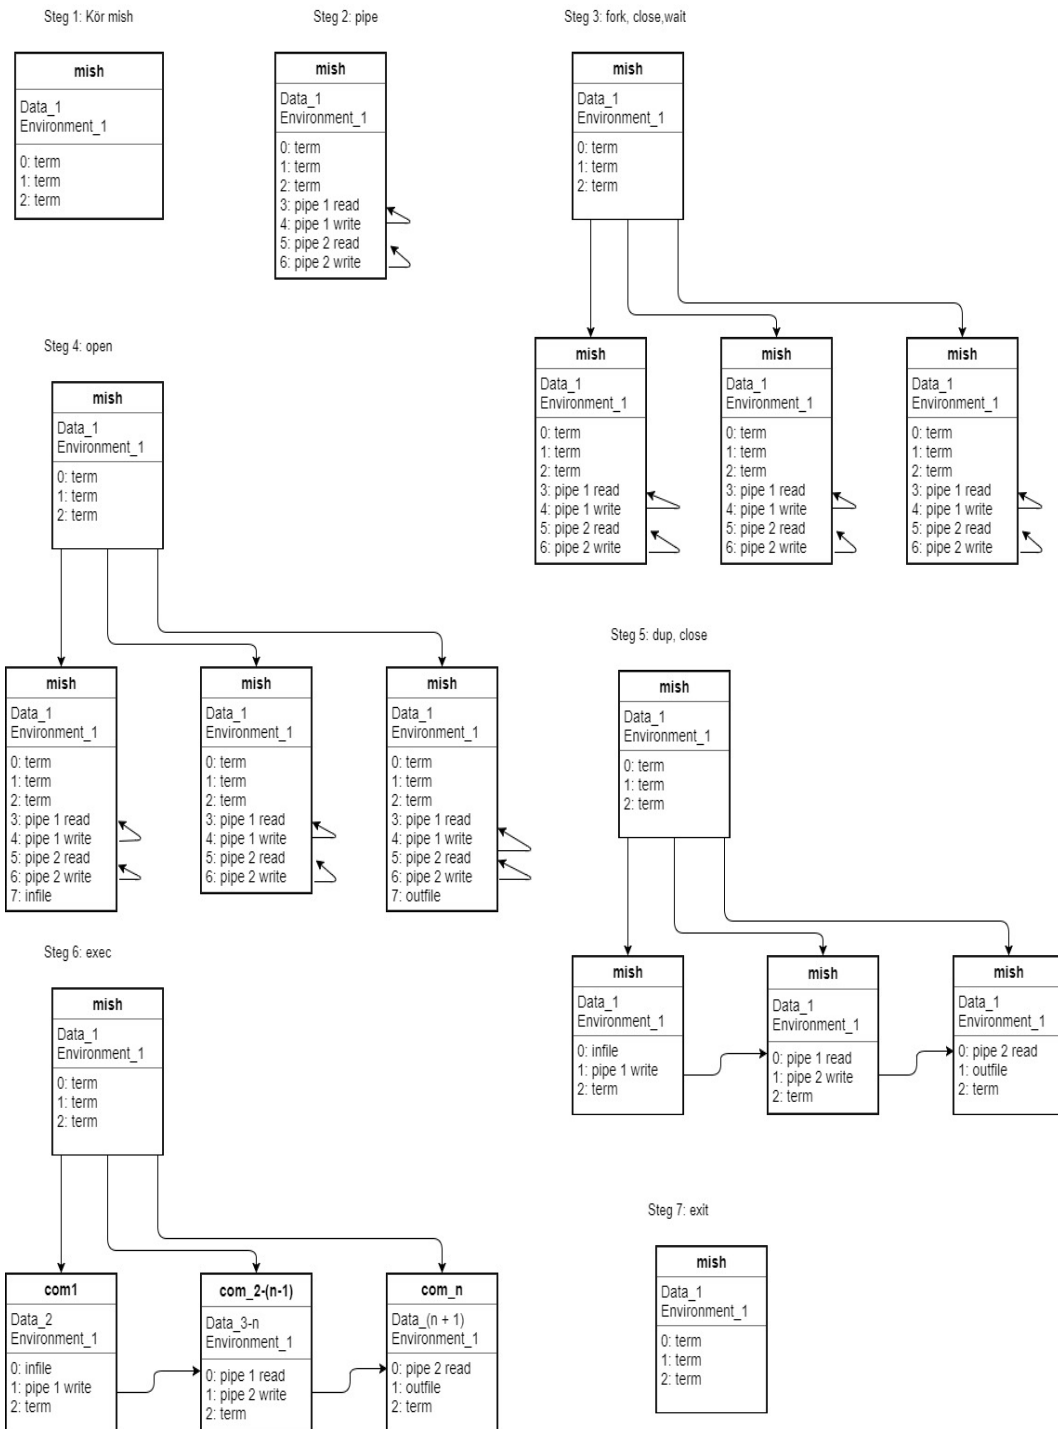 Steg 1: Kör mish
mish
Data_1
Environment_1
0: term
1: term
2: term
Steg 2: pipe
mish
Data_1
Environment_1
0: term
1: term
2: term
3: pipe 1 read
4: pipe 1 write
5: pipe 2 read
6: pipe 2 write
Steg 3: fork, close,wait
mish
Data_1
Environment_1
0: term
1: term
2: term
mish
Data_1
Environment_1
0: term
1: term
2: term
3: pipe 1 read
4: pipe 1 write
5: pipe 2 read
6: pipe 2 write
mish
Data_1
Environment_1
0: term
1: term
2: term
3: pipe 1 read
4: pipe 1 write
5: pipe 2 read
6: pipe 2 write
mish
Data_1
Environment_1
0: term
1: term
2: term
3: pipe 1 read
4: pipe 1 write
5: pipe 2 read
6: pipe 2 write
Steg 4: open
mish
Data_1
Environment_1
0: term
1: term
2: term
mish
Data_1
Environment_1
0: term
1: term
2: term
3: pipe 1 read
4: pipe 1 write
5: pipe 2 read
6: pipe 2 write
7: infile
mish
Data_1
Environment_1
0: term
1: term
2: term
3: pipe 1 read
4: pipe 1 write
5: pipe 2 read
6: pipe 2 write
mish
Data_1
Environment_1
0: term
1: term
2: term
3: pipe 1 read
4: pipe 1 write
5: pipe 2 read
6: pipe 2 write
7: outfile
Steg 5: dup, close
mish
Data_1
Environment_1
0: term
1: term
2: term
mish
Data_1
Environment_1
0: infile
1: pipe 1 write
2: term
mish
Data_1
Environment_1
0: pipe 1 read
1: pipe 2 write
2: term
mish
Data_1
Environment_1
0: pipe 2 read
1: outfile
2: term
Steg 6: exec
mish
Data_1
Environment_1
0: term
1: term
2: term
com1
Data_2
Environment_1
0: infile
1: pipe 1 write
2: term
com_2-(n-1)
Data_3-n
Environment_1
0: pipe 1 read
1: pipe 2 write
2: term
com_n
Data_(n + 1)
Environment_1
0: pipe 2 read
1: outfile
2: term
Steg 7: exit
mish
Data_1
Environment_1
0: term
1: term
2: term